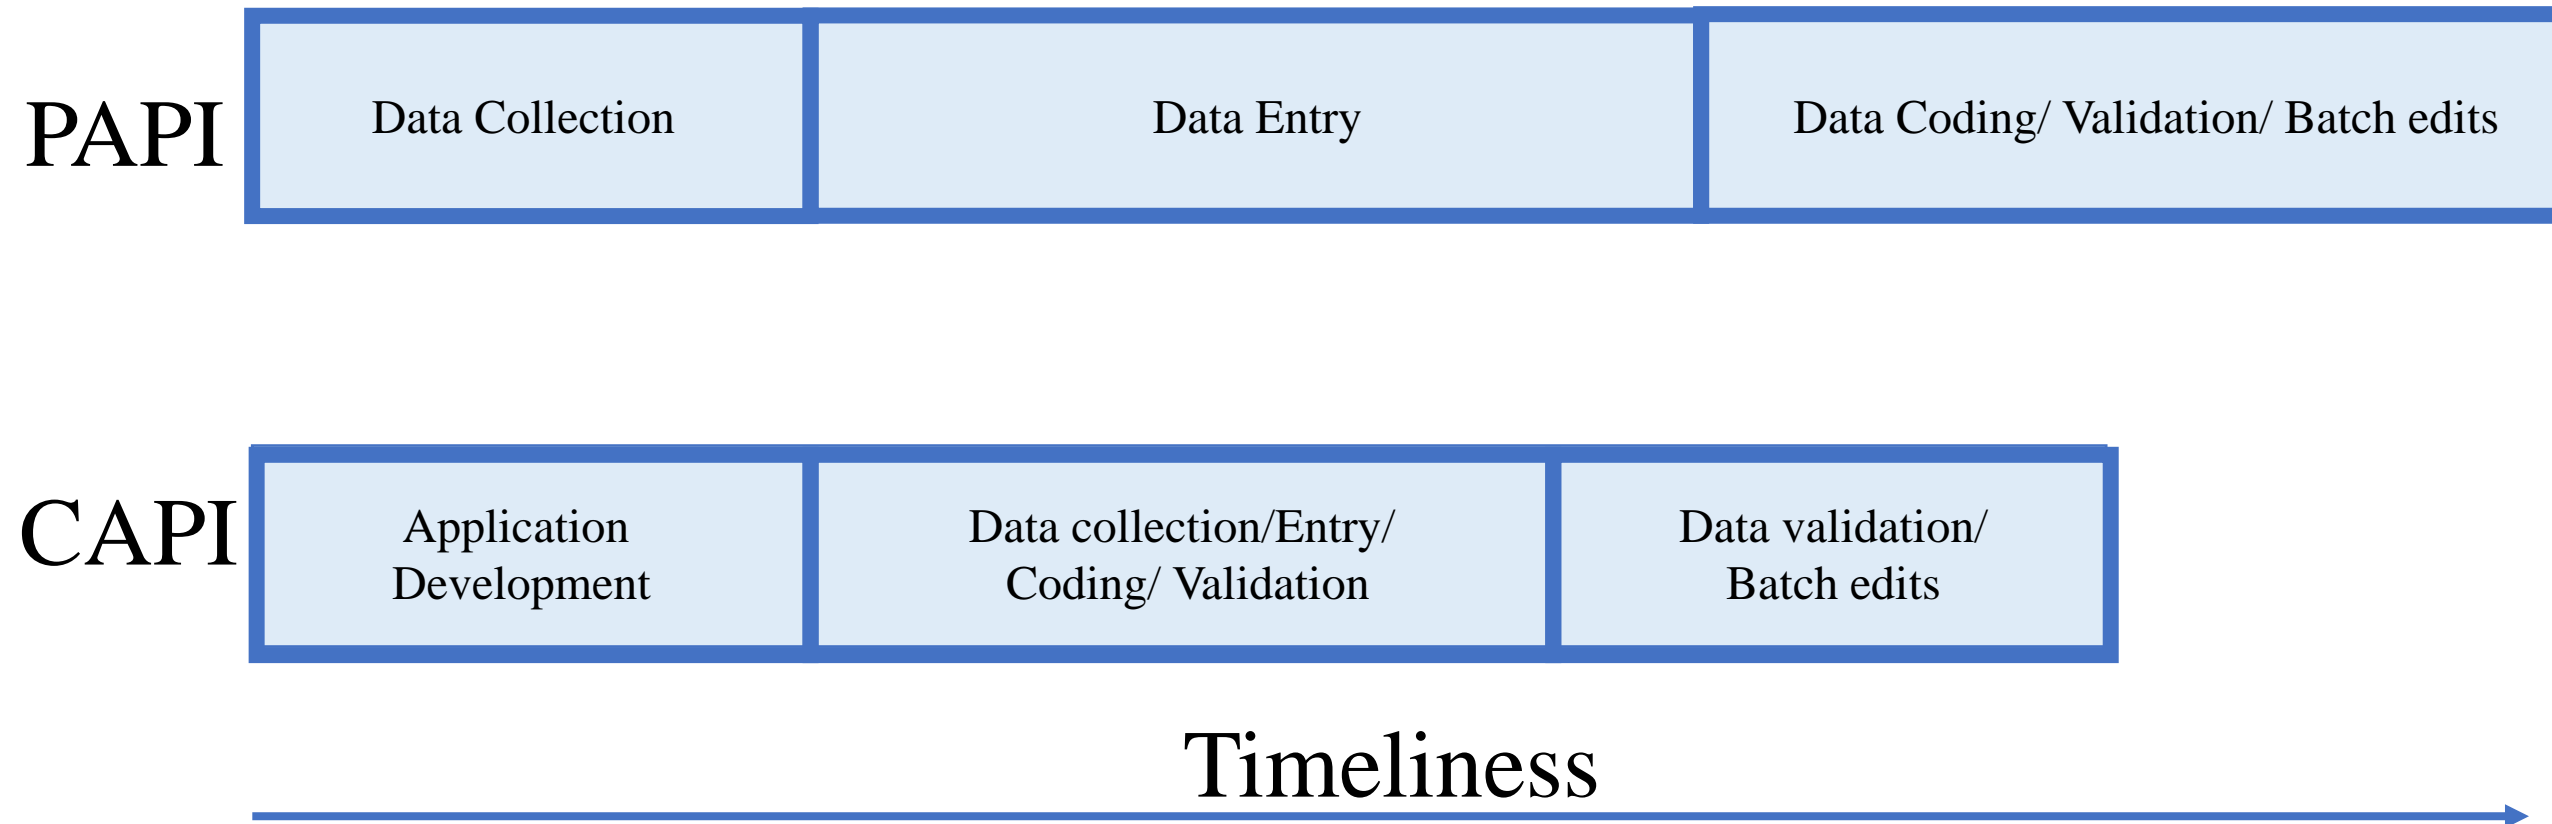 PAPI
Data Collection
Data Entry
Data Coding/ Validation/ Batch edits
CAPI
Application
Development
Data collection/Entry/
Coding/ Validation
Data validation/
Batch edits
Timeliness